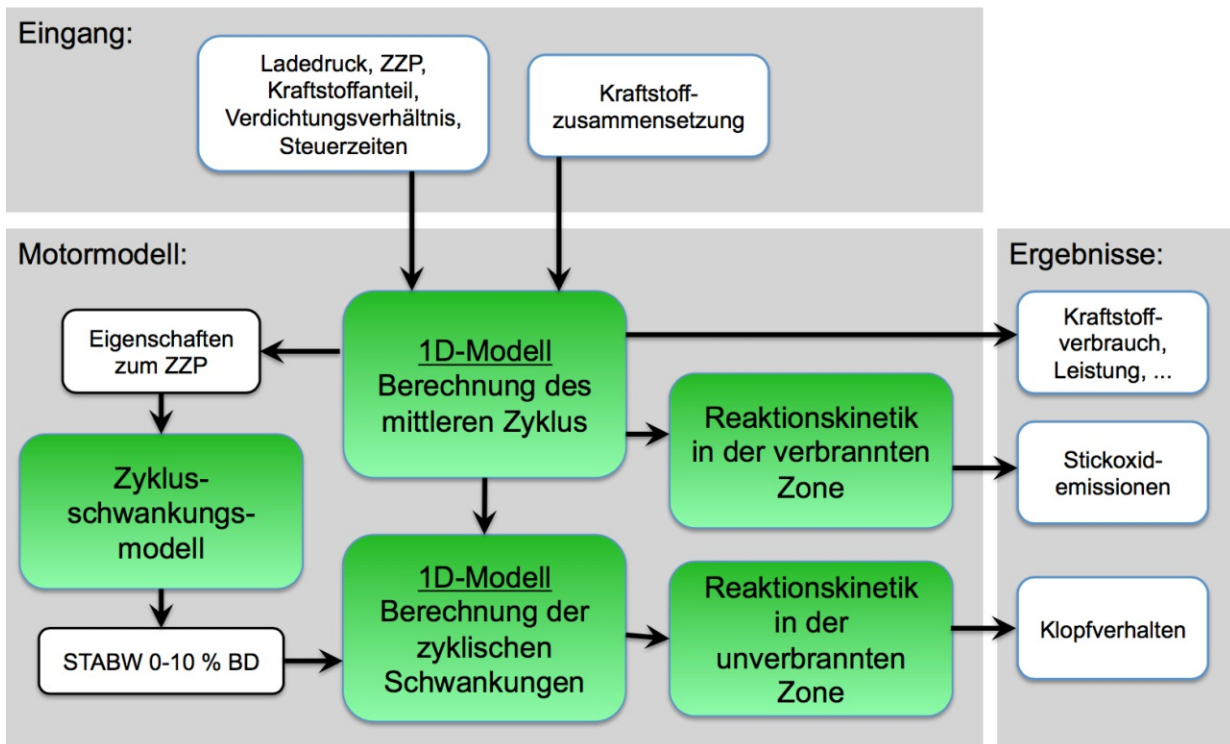 Eingang:
Ladedruck, ZZP,
Kraftstoffanteil,
Verdichtungsverhältnis,
Steuerzeiten
Kraftstoff-
zusammensetzung
Motormodell:
Eigenschaften
zum ZZP
Zyklus-
schwankungs-
modell
STABW 0-10 % BD
1D-Modell
Berechnung des
mittleren Zyklus
1D-Modell
Berechnung der
zyklischen
Schwankungen
Reaktionskinetik
in der verbrannten
Zone
Reaktionskinetik
in der
unverbrannten
Zone
Ergebnisse:
Kraftstoff-
verbrauch,
Leistung, ...
Stickoxid-
emissionen
Klopfverhalten